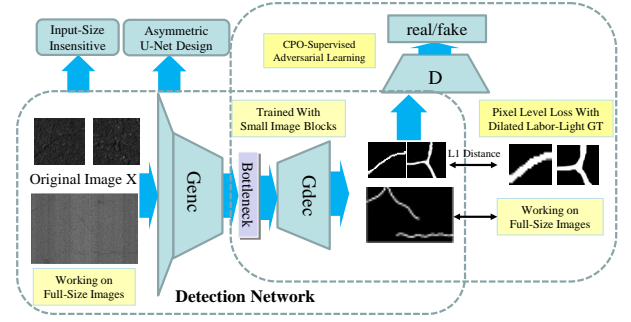 Input-Size
Insensitive
Asymmetric
U-Net Design
real/fake
CPO-Supervised
Adversarial Learning
D
Trained With
Small Image Blocks
Pixel Level Loss With
Dilated Labor-Light GT
Original Image X
Genc
Bottleneck
Gdec
L1 Distance
Working on
Full-Size Images
Working on
Full-Size Images
Detection Network